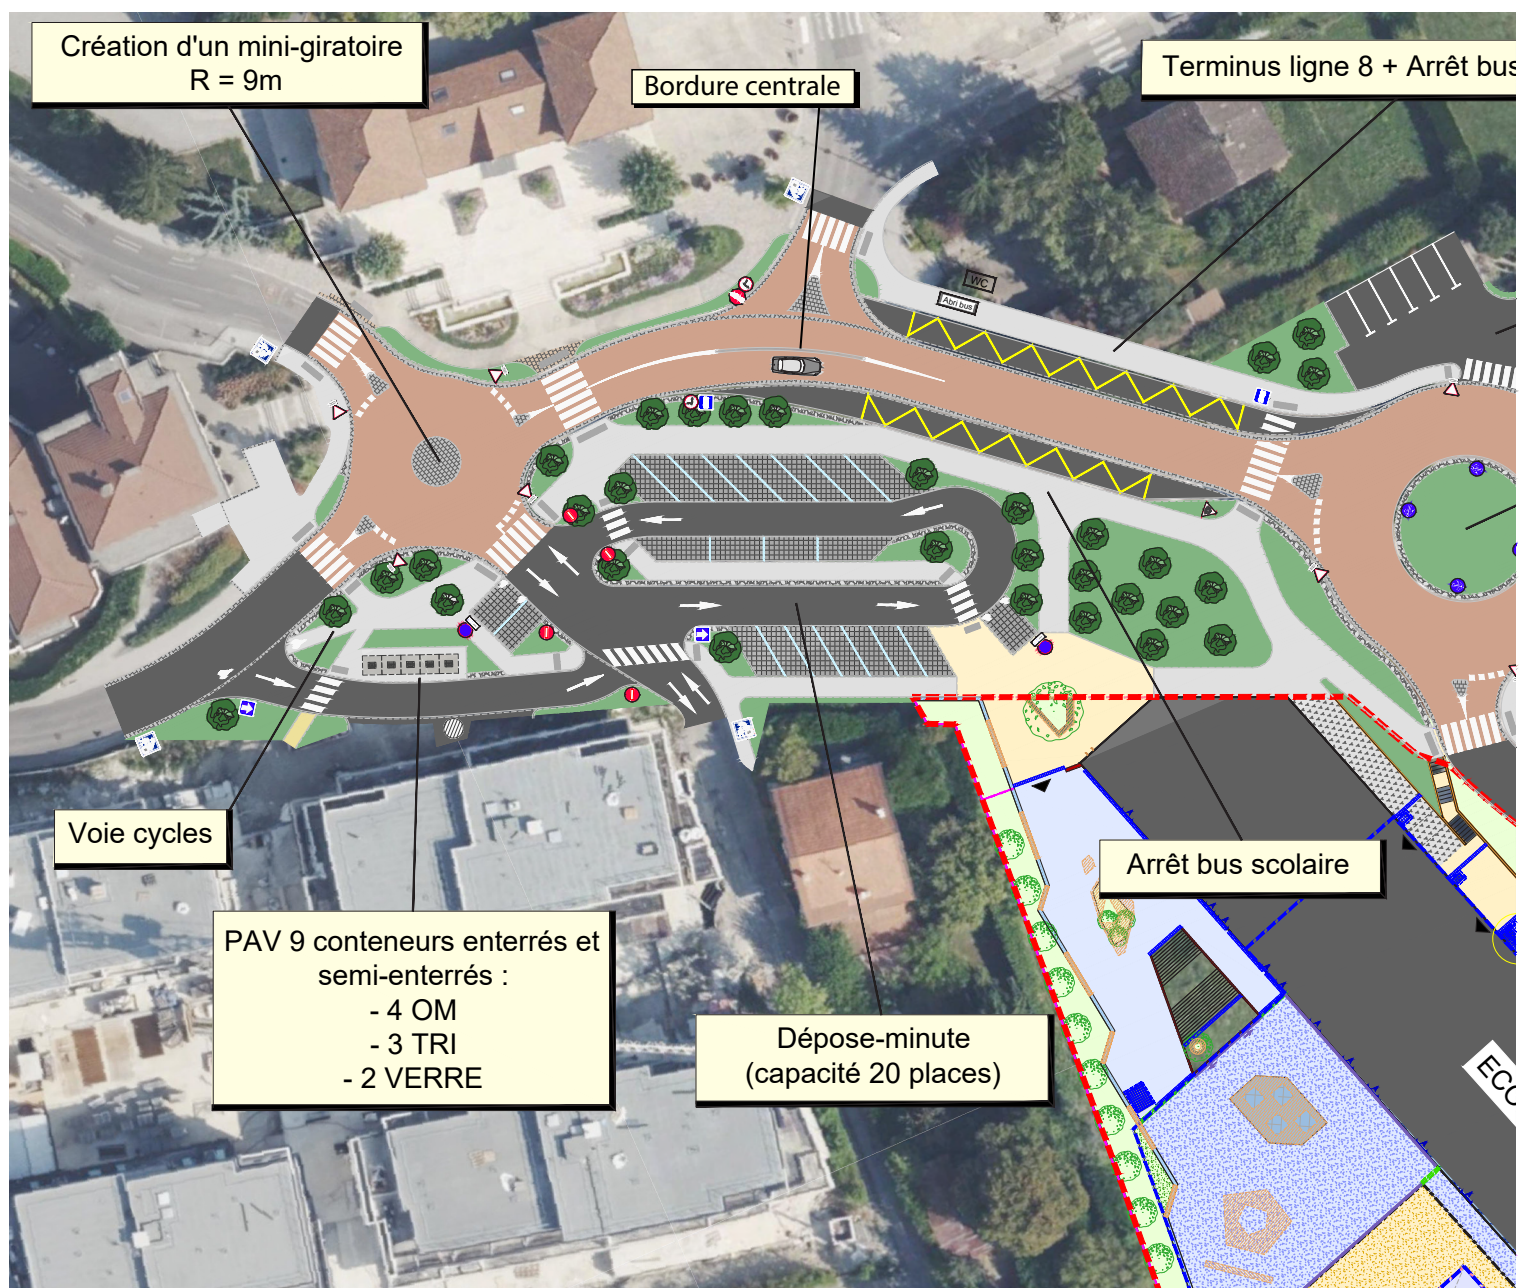 Création d'un mini-giratoire
R = 9m
Bordure centrale
Terminus ligne 8 + Arrêt bus
WC
Abri bus
Voie cycles
Arrêt bus scolaire
PAV 9 conteneurs enterrés et
semi-enterrés :
- 4 OM
- 3 TRI
- 2 VERRE
Dépose-minute
(capacité 20 places)
ECO